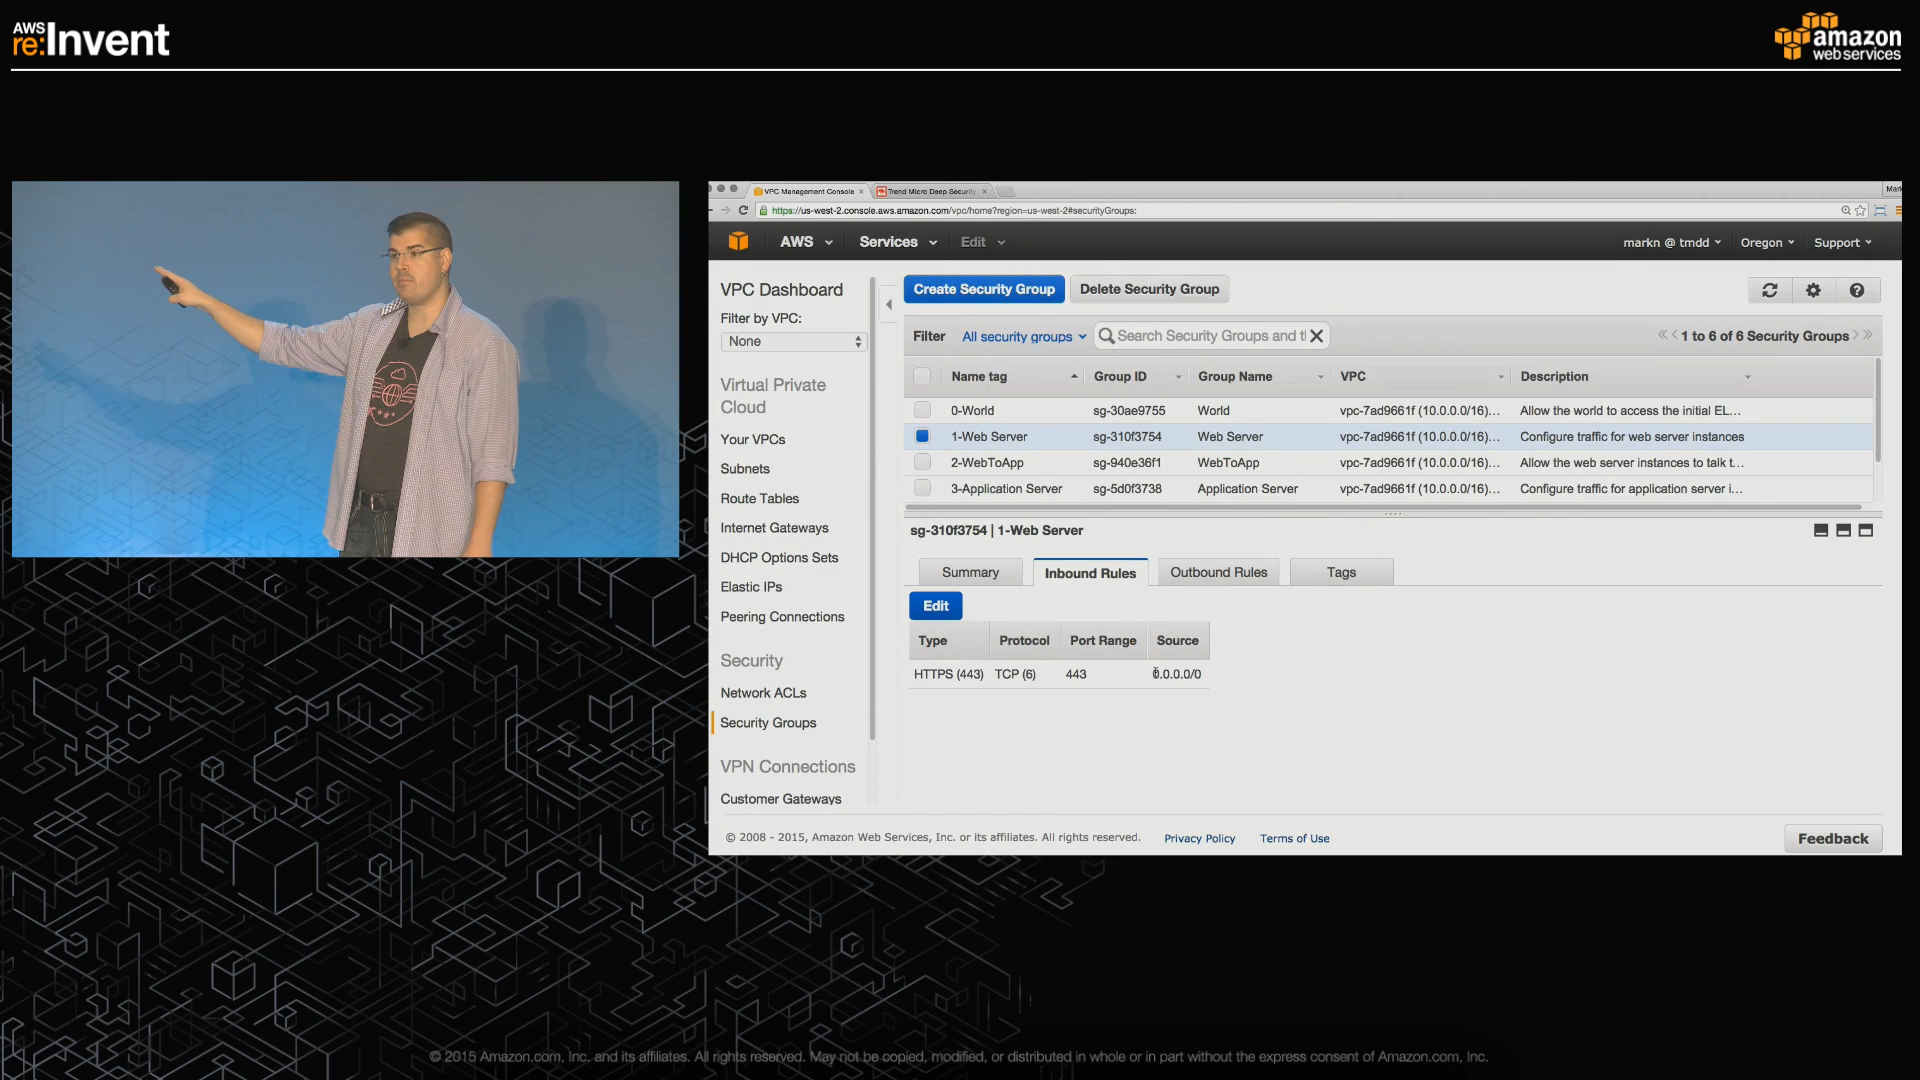 AWS
re:Invent
amazon
webservices
VPC Management Console
Trend Micro Deep Security
https://us-west-2.console.aws.amazon.com/vpc/home?region=us-west-2#securityGroups:
AWS Services Edit
markn @ tmdd Oregon Support
VPC Dashboard
Filter by VPC:
None
Virtual Private
Cloud
Your VPCs
Subnets
Route Tables
Internet Gateways
DHCP Options Sets
Elastic IPs
Peering Connections
Security
Network ACLs
Security Groups
VPN Connections
Customer Gateways
Create Security Group Delete Security Group
Filter All security groups Search Security Groups and t 1 to 6 of 6 Security Groups
Name tag Group ID Group Name VPC Description
0-World sg-30ae9755 World vpc-7ad9661f (10.0.0.0/16)... Allow the world to access the initial EL...
1-Web Server sg-310f3754 Web Server vpc-7ad9661f (10.0.0.0/16)... Configure traffic for web server instances
2-WebToApp sg-940e36f1 WebToApp vpc-7ad9661f (10.0.0.0/16)... Allow the web server instances to talk t...
3-Application Server sg-5d0f3738 Application Server vpc-7ad9661f (10.0.0.0/16)... Configure traffic for application server i...
sg-310f3754 | 1-Web Server
Summary Inbound Rules Outbound Rules Tags
Edit
Type Protocol Port Range Source
HTTPS (443) TCP (6) 443 0.0.0.0/0
© 2008 - 2015, Amazon Web Services, Inc. or its affiliates. All rights reserved. Privacy Policy Terms of Use
Feedback
© 2015 Amazon.com, Inc. and its affiliates. All rights reserved. May not be copied, modified, or distributed in whole or in part without the express consent of Amazon.com, Inc.